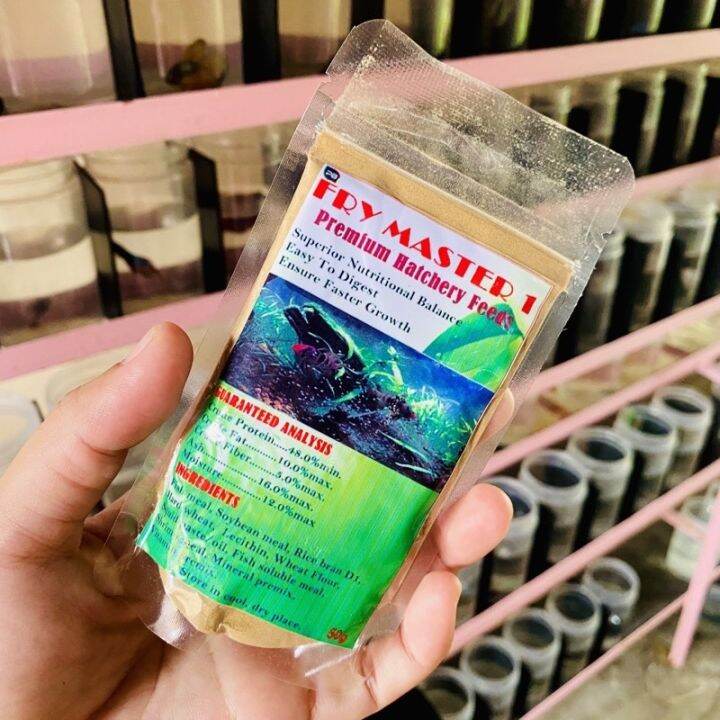 FRY MASTER 1
Premium Hatchery Feeds
Superior Nutritional Balance
Easy To Digest
Ensure Faster Growth
GUARANTEED ANALYSIS
Protein.....48.0%min.
Fat.........10.0%max.
Fiber.........5.0%max.
16.0%max.
Moisture...............12.0%max
INGREDIENTS
meal, Soybean meal, Rice bran D1,
wheat, Lecithin, Wheat Flour,
paste, oil, Fish soluble meal,
Mineral premix.
Store in cool, dry place.
50g